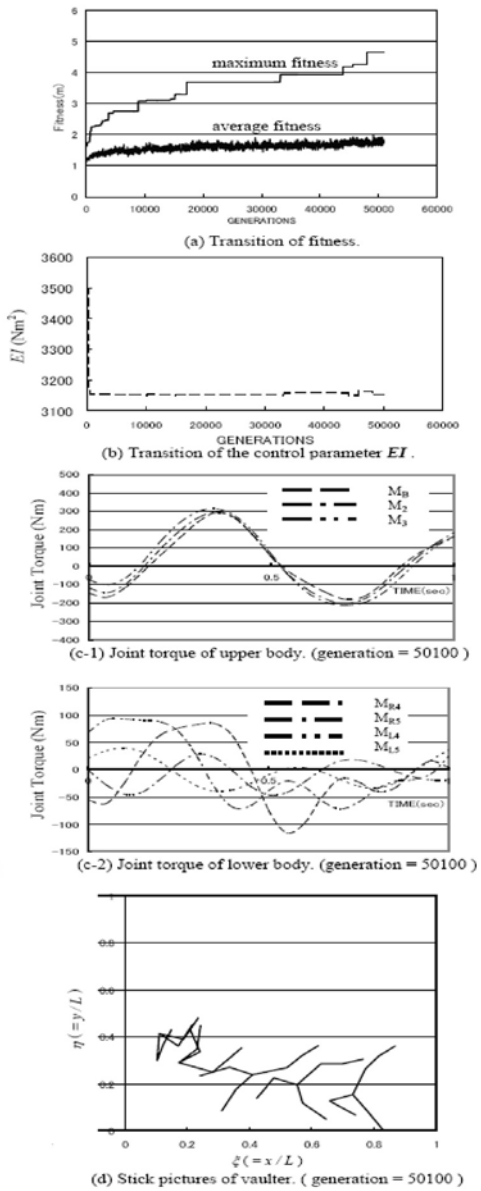 6
5
4
3
2
1
0
Fitness(m)
maximum fitness
average fitness
0 10000 20000 30000 40000 50000 60000
GENERATIONS
(a) Transition of fitness.
3600
3500
3400
3300
3200
3100
EI (Nm²)
0 10000 20000 30000 40000 50000 60000
GENERATIONS
(b) Transition of the control parameter EI .
500
400
300
200
100
0
-100
-200
-300
-400
Joint Torque (Nm)
M_B
M_2
M_3
0 0.5 1
TIME(sec)
(c-1) Joint torque of upper body. (generation = 50100 )
150
100
50
0
-50
-100
-150
Joint Torque (Nm)
M_R4
M_R5
M_L4
M_L5
0.5
TIME(sec)
(c-2) Joint torque of lower body. (generation = 50100 )
1
0.8
0.6
0.4
0.2
0
η(=y/L)
0 0.2 0.4 0.6 0.8 1
ξ(=x/L)
(d) Stick pictures of vaulter. ( generation = 50100 )